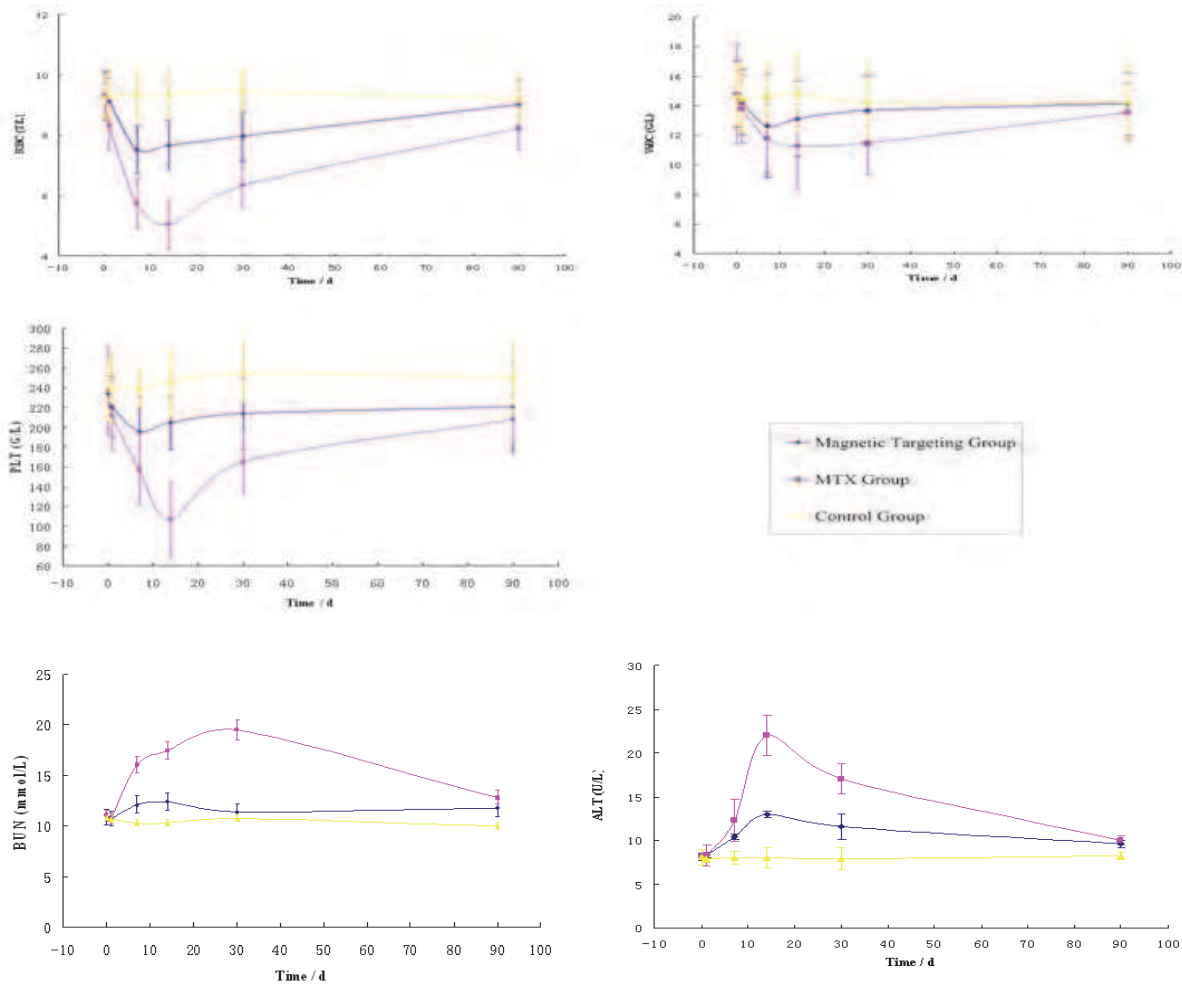 12
10
8
6
4
RBC(T/L)
-10 0 10 20 30 40 50 60 70 80 90 100
Time / d
20
18
16
14
12
10
8
6
4
WBC(G/L)
-10 0 10 20 30 40 50 60 70 80 90 100
Time / d
300
280
260
240
220
200
180
160
140
120
100
80
60
PLT (G/L)
-10 0 10 20 30 40 50 60 70 80 90 100
Time / d
Magnetic Targeting Group
MTX Group
Control Group
25
20
15
10
5
0
BUN (mmol/L)
-10 0 10 20 30 40 50 60 70 80 90 100
Time / d
30
25
20
15
10
5
0
ALT(U/L)
-10 0 10 20 30 40 50 60 70 80 90 100
Time / d